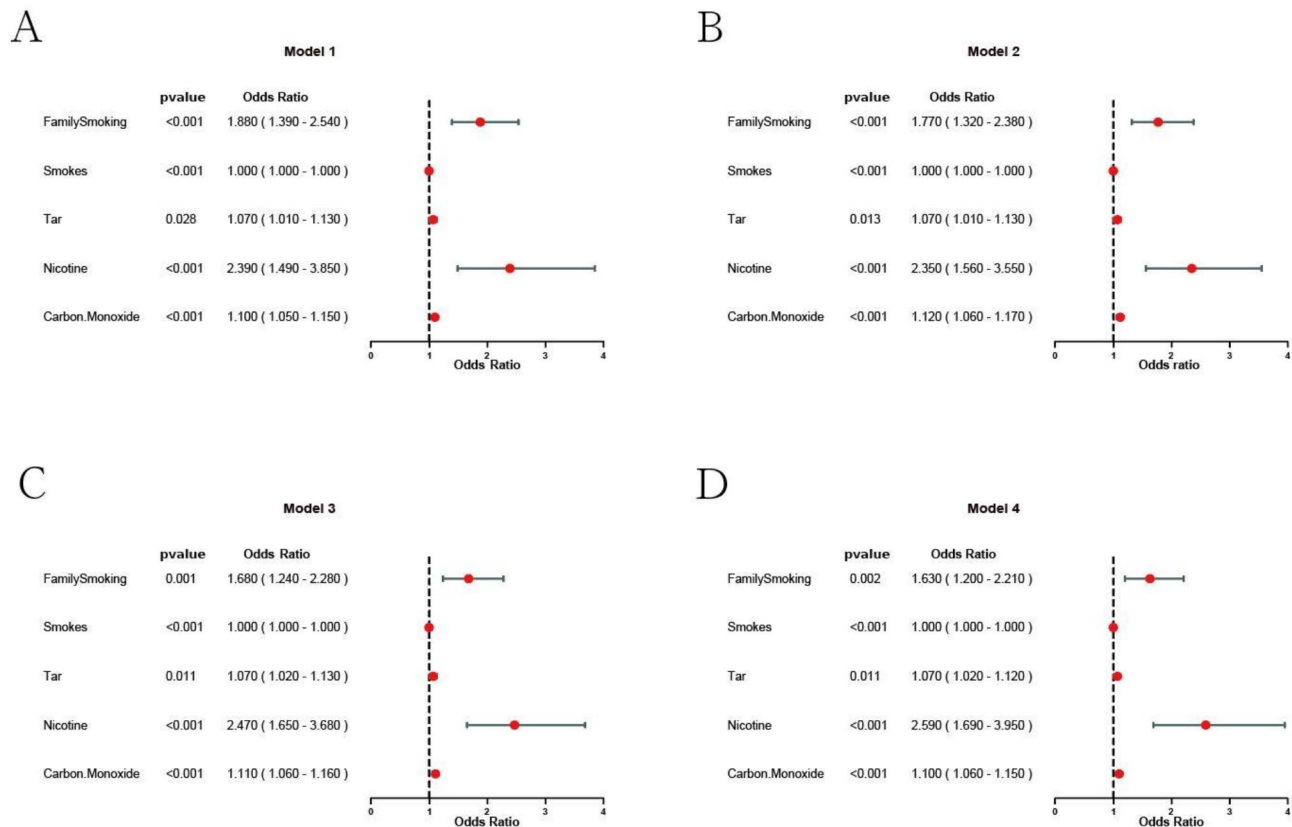 A
Model 1
pvalue Odds Ratio
FamilySmoking <0.001 1.880 ( 1.390 - 2.540 )
Smokes <0.001 1.000 ( 1.000 - 1.000 )
Tar 0.028 1.070 ( 1.010 - 1.130 )
Nicotine <0.001 2.390 ( 1.490 - 3.850 )
Carbon.Monoxide <0.001 1.100 ( 1.050 - 1.150 )
0 1 2 3 4
Odds Ratio
B
Model 2
pvalue Odds Ratio
FamilySmoking <0.001 1.770 ( 1.320 - 2.380 )
Smokes <0.001 1.000 ( 1.000 - 1.000 )
Tar 0.013 1.070 ( 1.010 - 1.130 )
Nicotine <0.001 2.350 ( 1.560 - 3.550 )
Carbon.Monoxide <0.001 1.120 ( 1.060 - 1.170 )
0 1 2 3 4
Odds ratio
C
Model 3
pvalue Odds Ratio
FamilySmoking 0.001 1.680 ( 1.240 - 2.280 )
Smokes <0.001 1.000 ( 1.000 - 1.000 )
Tar 0.011 1.070 ( 1.020 - 1.130 )
Nicotine <0.001 2.470 ( 1.650 - 3.680 )
Carbon.Monoxide <0.001 1.110 ( 1.060 - 1.160 )
0 1 2 3 4
Odds Ratio
D
Model 4
pvalue Odds Ratio
FamilySmoking 0.002 1.630 ( 1.200 - 2.210 )
Smokes <0.001 1.000 ( 1.000 - 1.000 )
Tar 0.011 1.070 ( 1.020 - 1.120 )
Nicotine <0.001 2.590 ( 1.690 - 3.950 )
Carbon.Monoxide <0.001 1.100 ( 1.060 - 1.150 )
0 1 2 3 4
Odds Ratio